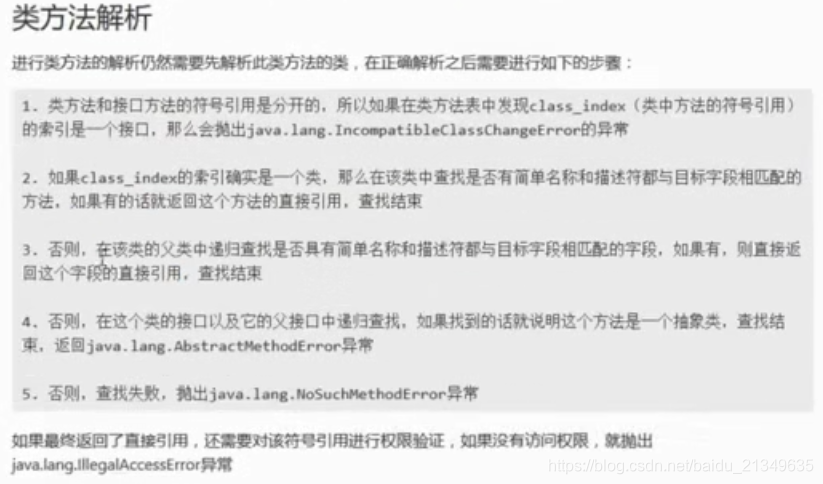 类方法解析
进行类方法的解析仍然需要先解析此类方法的类，在正确解析之后需要进行如下的步骤：
1. 类方法和接口方法的符号引用是分开的，所以如果在类方法表中发现class_index（类中方法的符号引用）
的索引是一个接口，那么会抛出java.lang.IncompatibleClassChangeError的异常
2. 如果class_index的索引确实是一个类，那么在该类中查找是否有简单名称和描述符都与目标字段相匹配的
方法，如果有的话就返回这个方法的直接引用，查找结束
3. 否则，在该类的父类中递归查找是否具有简单名称和描述符都与目标字段相匹配的字段，如果有，则直接返
回这个字段的直接引用，查找结束
4. 否则，在这个类的接口以及它的父接口中递归查找，如果找到的话就说明这个方法是一个抽象类，查找结
束，返回java.lang.AbstractMethodError异常
5. 否则，查找失败，抛出java.lang.NoSuchMethodError异常
如果最终返回了直接引用，还需要对该符号引用进行权限验证，如果没有访问权限，就抛出
java.lang.IllegalAccessError异常
https://blog.csdn.net/baidu_21349635